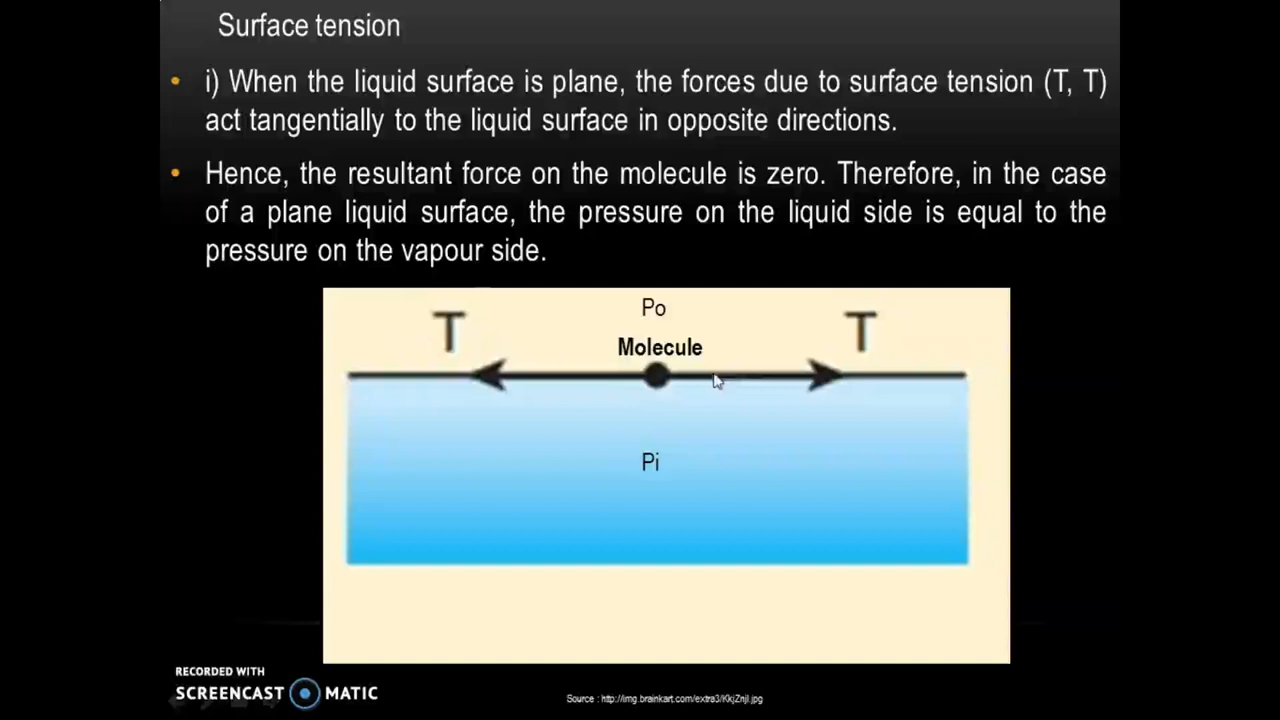 Surface tension
• i) When the liquid surface is plane, the forces due to surface tension (T, T)
act tangentially to the liquid surface in opposite directions.
• Hence, the resultant force on the molecule is zero. Therefore, in the case
of a plane liquid surface, the pressure on the liquid side is equal to the
pressure on the vapour side.
Po
T
T
Molecule
Pi
RECORDED WITH
SCREENCAST MATIC
Source : http://img.brainkart.com/extra3/KkjZnjI.jpg